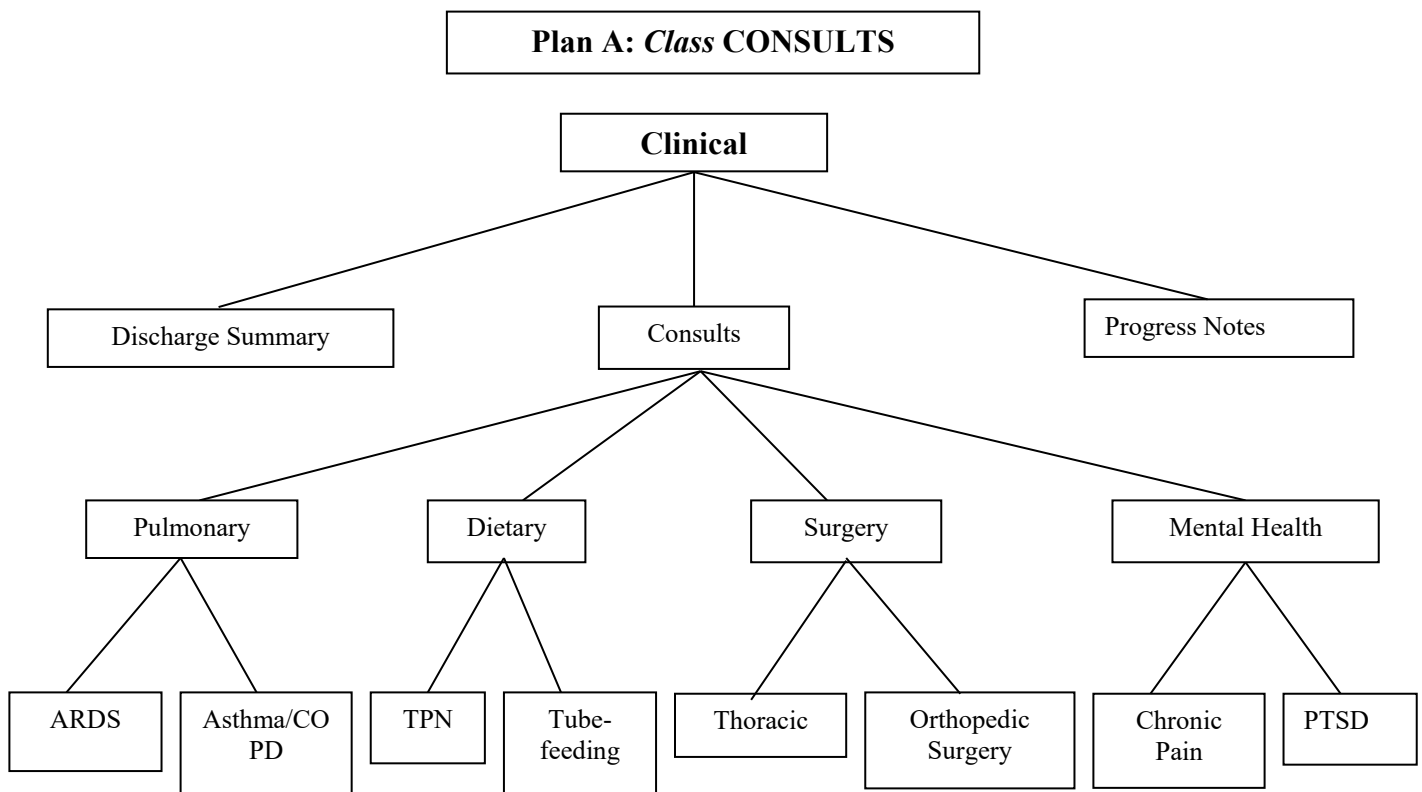 Plan A: Class CONSULTS
Clinical
Discharge Summary
Consults
Progress Notes
Pulmonary
Dietary
Surgery
Mental Health
ARDS
Asthma/CO
PD
TPN
Tube-
feeding
Thoracic
Orthopedic
Surgery
Chronic
Pain
PTSD